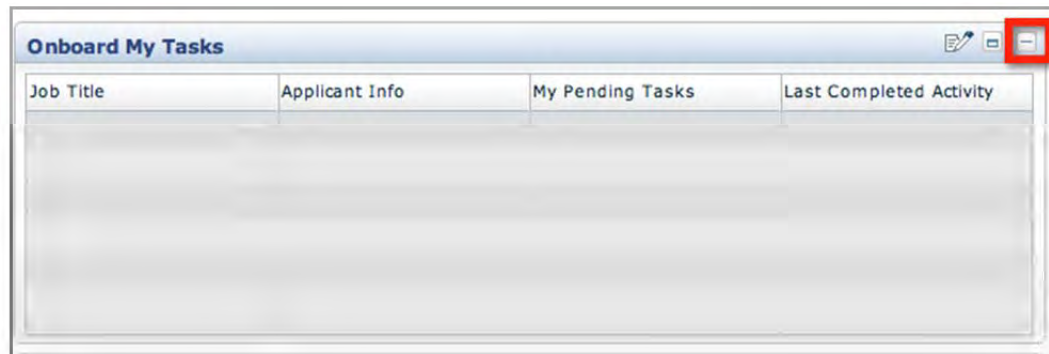 Onboard My Tasks
Job Title Applicant Info My Pending Tasks Last Completed Activity